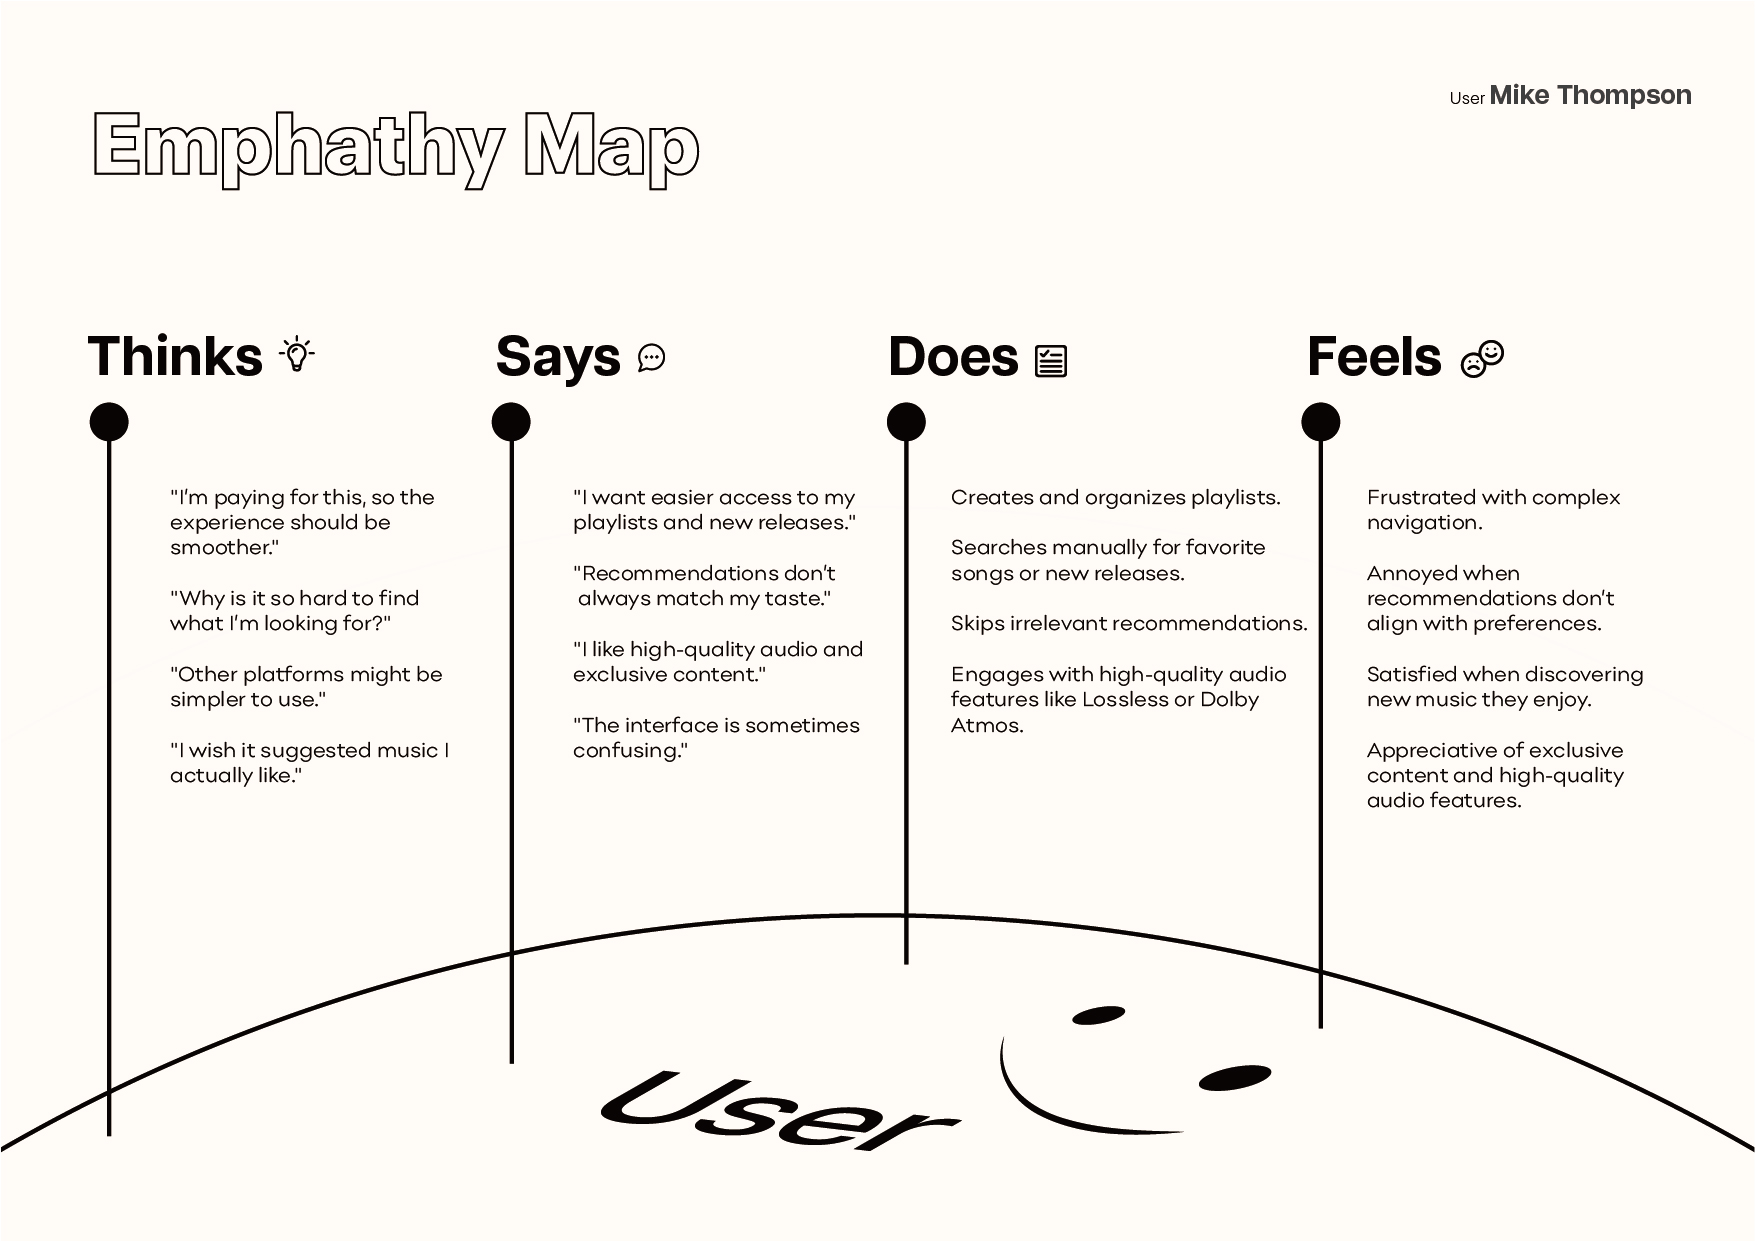 User Mike Thompson
Emphathy Map
Thinks
"I'm paying for this, so the
experience should be
smoother."
"Why is it so hard to find
what I'm looking for?"
"Other platforms might be
simpler to use."
"I wish it suggested music I
actually like."
Says
"I want easier access to my
playlists and new releases."
"Recommendations don't
always match my taste."
"I like high-quality audio and
exclusive content."
"The interface is sometimes
confusing."
Does
Creates and organizes playlists.
Searches manually for favorite
songs or new releases.
Skips irrelevant recommendations.
Engages with high-quality audio
features like Lossless or Dolby
Atmos.
Feels
Frustrated with complex
navigation.
Annoyed when
recommendations don't
align with preferences.
Satisfied when discovering
new music they enjoy.
Appreciative of exclusive
content and high-quality
audio features.
User